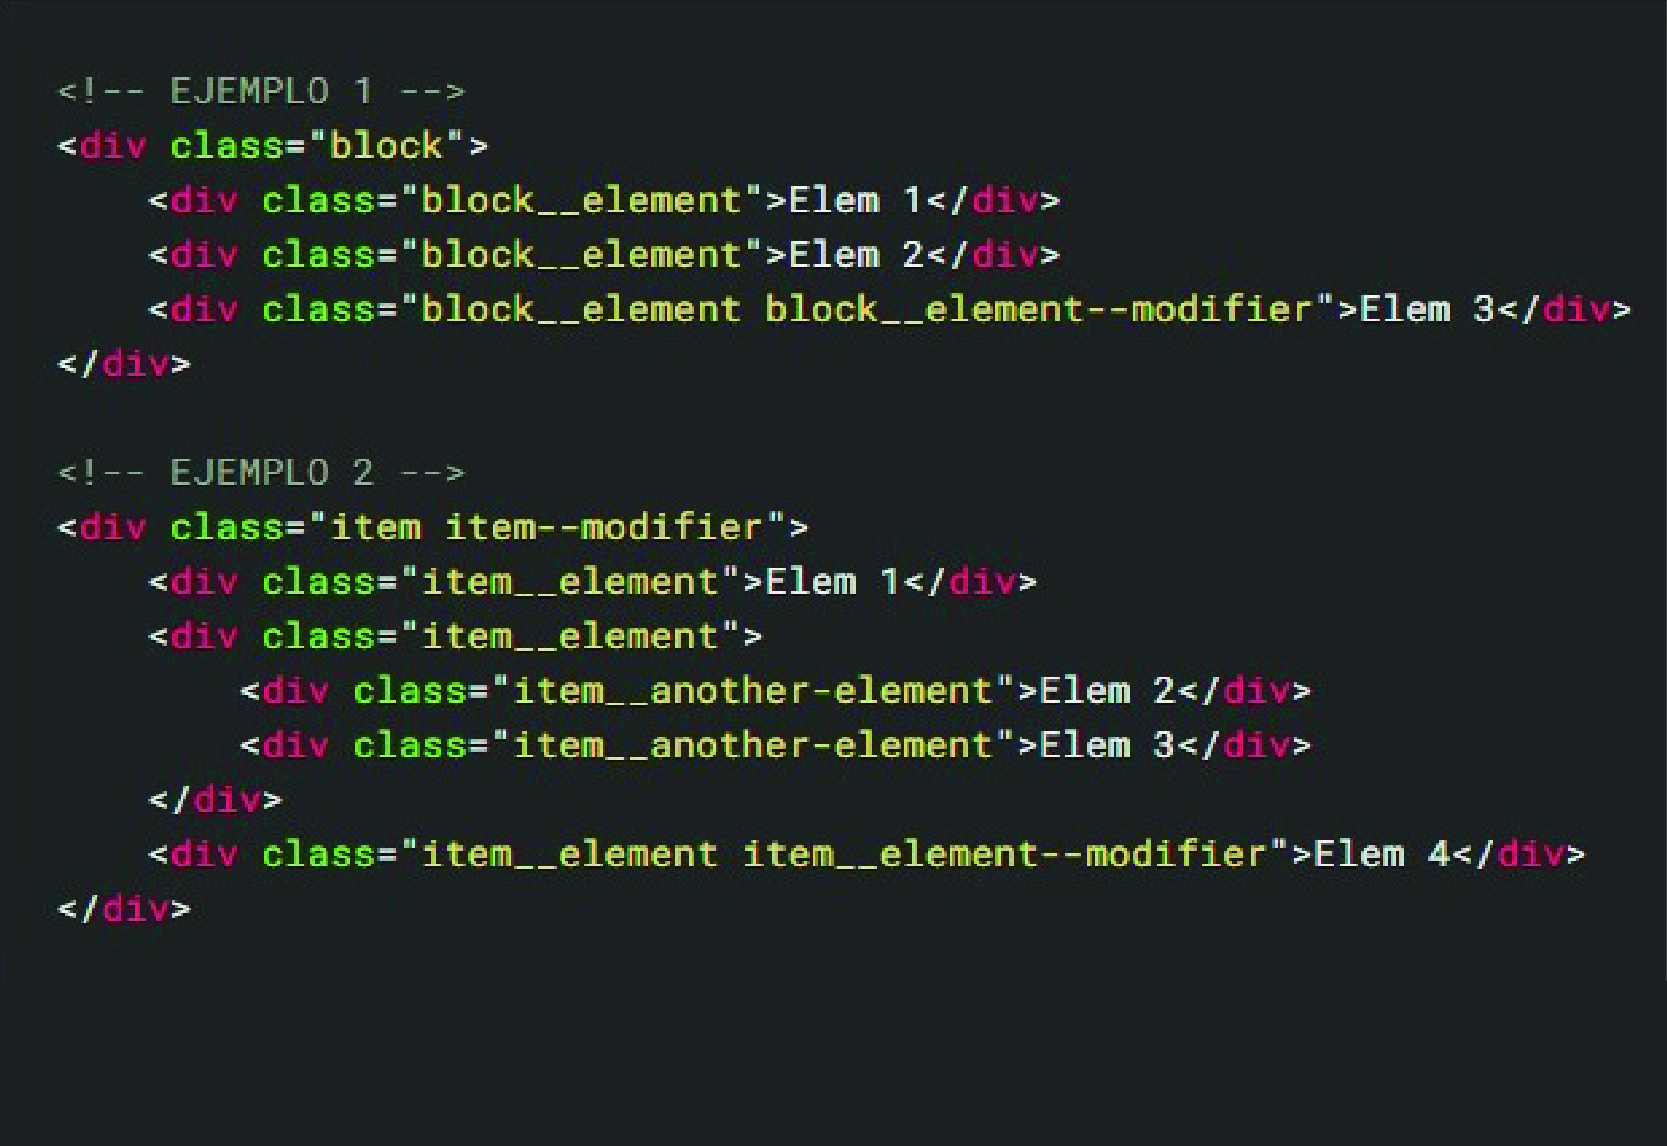 <!-- EJEMPLO 1 -->
<div class="block">
    <div class="block__element">Elem 1</div>
    <div class="block__element">Elem 2</div>
    <div class="block__element block__element--modifier">Elem 3</div>
</div>

<!-- EJEMPLO 2 -->
<div class="item item--modifier">
    <div class="item__element">Elem 1</div>
    <div class="item__element">
        <div class="item__another-element">Elem 2</div>
        <div class="item__another-element">Elem 3</div>
    </div>
    <div class="item__element item__element--modifier">Elem 4</div>
</div>